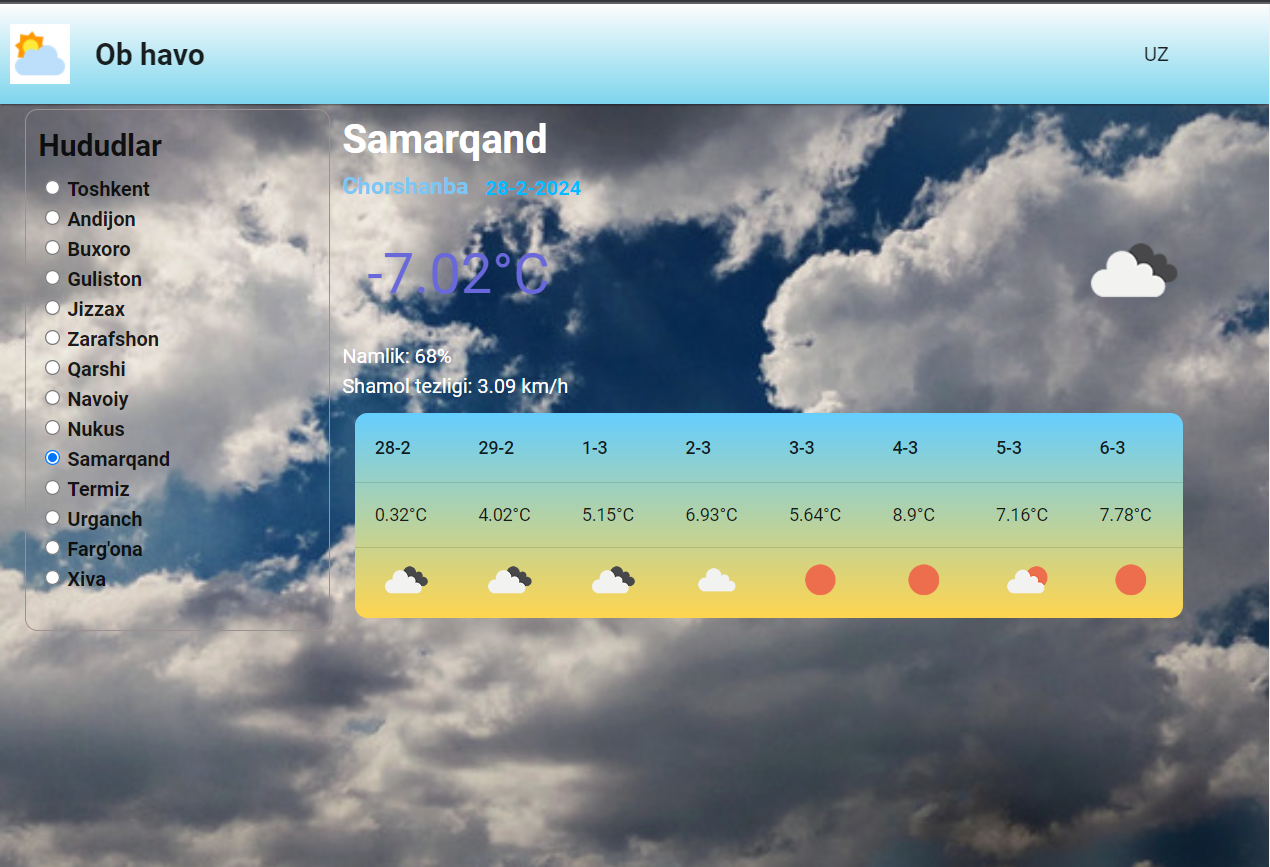 Ob havo
UZ
Hududlar
Toshkent
Andijon
Buxoro
Guliston
Jizzax
Zarafshon
Qarshi
Navoiy
Nukus
Samarqand
Termiz
Urganch
Farg'ona
Xiva
Samarqand
Chorshanba 28-2-2024
-7.02°C
Namlik: 68%
Shamol tezligi: 3.09 km/h
28-2 29-2 1-3 2-3 3-3 4-3 5-3 6-3
0.32°C 4.02°C 5.15°C 6.93°C 5.64°C 8.9°C 7.16°C 7.78°C